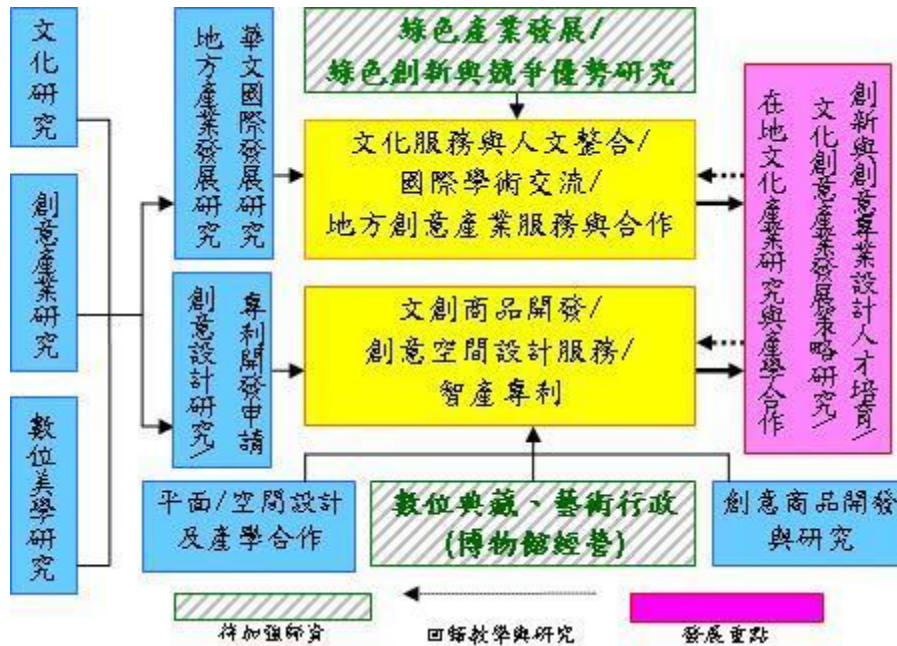 文化研究
創意產業研究
數位美學研究
華文國際發展研究
地方產業發展研究
專利開發申請
創意設計研究/
綠色產業發展/
綠色創新與競爭優勢研究
文化服務與人文整合/
國際學術交流/
地方創意產業服務與合作
文創商品開發/
創意空間設計服務/
智產專利
創新與創意專業設計人才培育/
文化創意產業發展策略研究/
在地文化產業研究與產學合作
平面/空間設計
及產學合作
數位典藏、藝術行政
(博物館經營)
創意商品開發
與研究
待加強師資
回饋教學與研究
發展重點